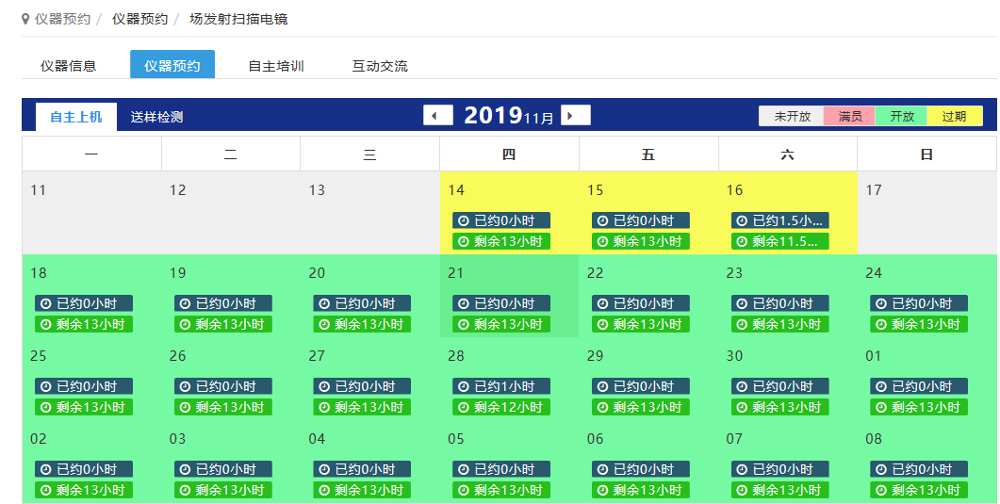 仪器预约 / 仪器预约 / 场发射扫描电镜
仪器信息 仪器预约 自主培训 互动交流
自主上机 送样检测 2019 11月 未开放 满员 开放 过期
一 二 三 四 五 六 日
11 12 13 14 15 16 17
已约0小时 已约0小时 已约1.5小...
剩余13小时 剩余13小时 剩余11.5...
18 19 20 21 22 23 24
已约0小时 已约0小时 已约0小时 已约0小时 已约0小时 已约0小时 已约0小时
剩余13小时 剩余13小时 剩余13小时 剩余13小时 剩余13小时 剩余13小时 剩余13小时
25 26 27 28 29 30 01
已约0小时 已约0小时 已约0小时 已约1小时 已约0小时 已约0小时 已约0小时
剩余13小时 剩余13小时 剩余13小时 剩余12小时 剩余13小时 剩余13小时 剩余13小时
02 03 04 05 06 07 08
已约0小时 已约0小时 已约0小时 已约0小时 已约0小时 已约0小时 已约0小时
剩余13小时 剩余13小时 剩余13小时 剩余13小时 剩余13小时 剩余13小时 剩余13小时